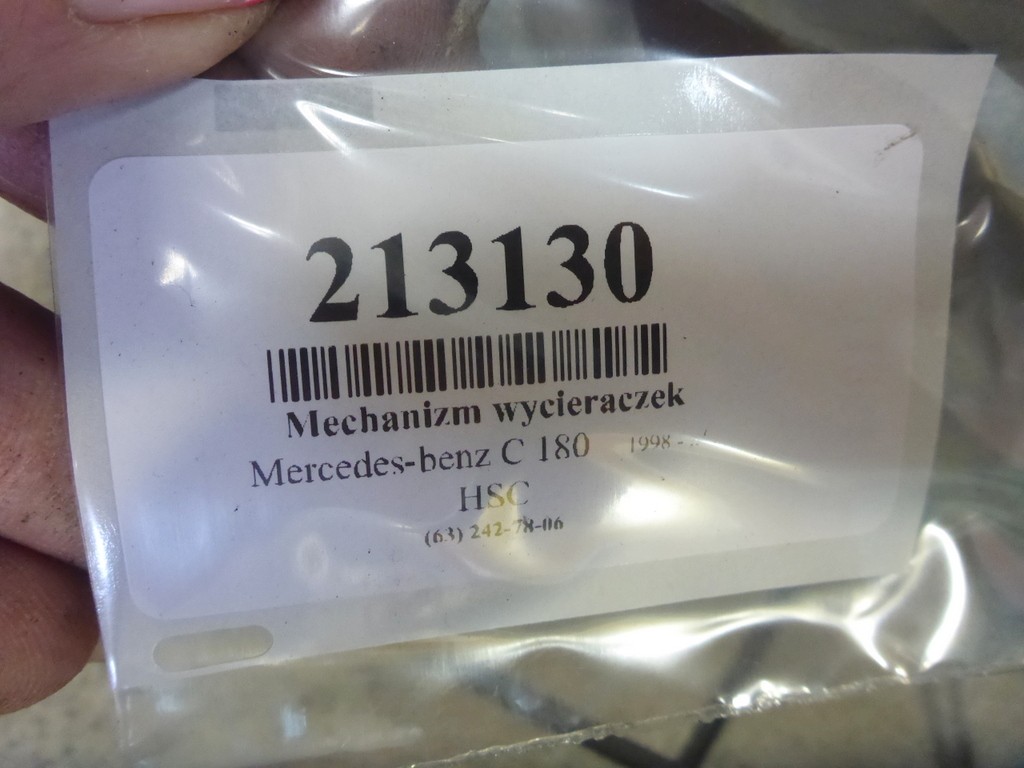 213130
Mechanizm wycieraczek
Mercedes-benz C 180 1998 -
HSC
(63) 242-78-06